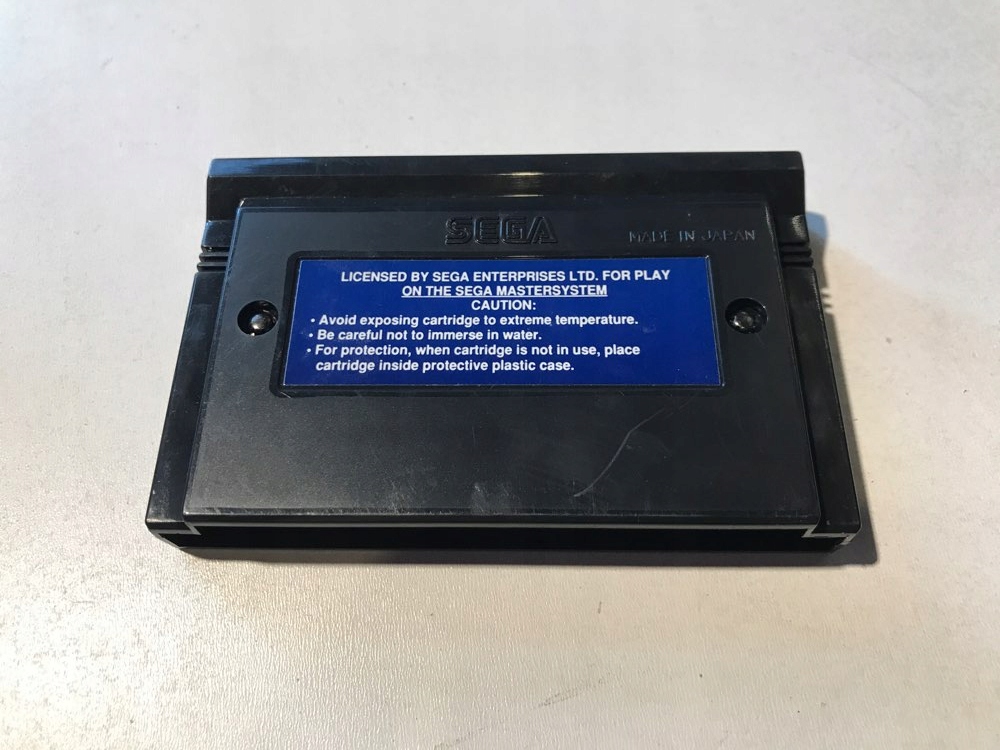 SEGA
MADE IN JAPAN
LICENSED BY SEGA ENTERPRISES LTD. FOR PLAY
ON THE SEGA MASTERSYSTEM
CAUTION:
• Avoid exposing cartridge to extreme temperature.
• Be careful not to immerse in water.
• For protection, when cartridge is not in use, place
cartridge inside protective plastic case.